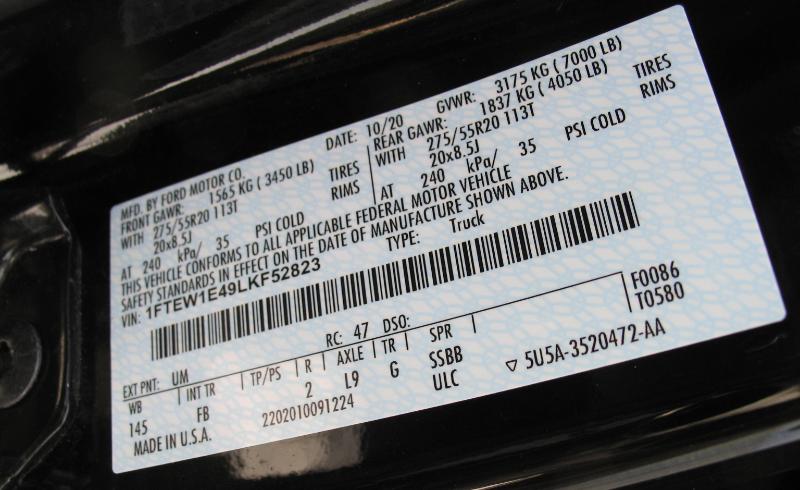 MFD. BY FORD MOTOR CO. DATE: 10/20 GVWR: 3175 KG ( 7000 LB)
FRONT GAWR: 1565 KG ( 3450 LB) REAR GAWR: 1837 KG ( 4050 LB)
WITH 275/55R20 113T TIRES WITH 275/55R20 113T TIRES
20x8.5J RIMS 20x8.5J RIMS
AT 240 kPa/ 35 PSI COLD AT 240 kPa/ 35 PSI COLD
THIS VEHICLE CONFORMS TO ALL APPLICABLE FEDERAL MOTOR VEHICLE
SAFETY STANDARDS IN EFFECT ON THE DATE OF MANUFACTURE SHOWN ABOVE.
VIN: 1FTEW1E49LKF52823 TYPE: Truck
F0086
T0580
EXT PNT: UM RC: 47 DSO:
WB INT TR TP/PS R AXLE TR SPR
145 FB 2 L9 G SSBB
ULC
MADE IN U.S.A. 2202010091224 ▽ 5U5A-3520472-AA